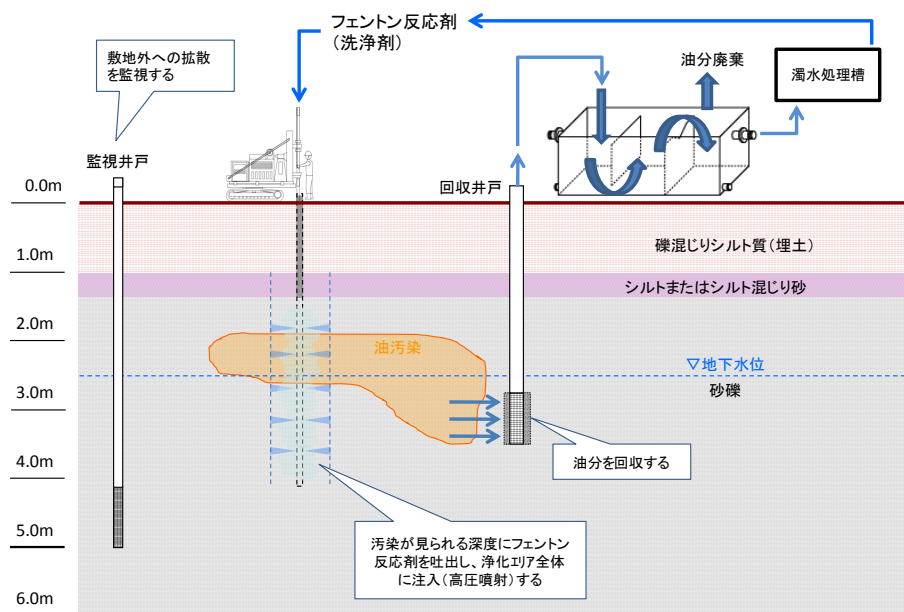 フェントン反応剤
（洗浄剤）
敷地外への拡散
を監視する
油分廃棄
濁水処理槽
監視井戸
回収井戸
0.0m
礫混じりシルト質（埋土）
1.0m
シルトまたはシルト混じり砂
2.0m
油汚染
▽地下水位
砂礫
3.0m
油分を回収する
4.0m
5.0m
汚染が見られる深度にフェントン
反応剤を吐出し、浄化エリア全体
に注入（高圧噴射）する
6.0m